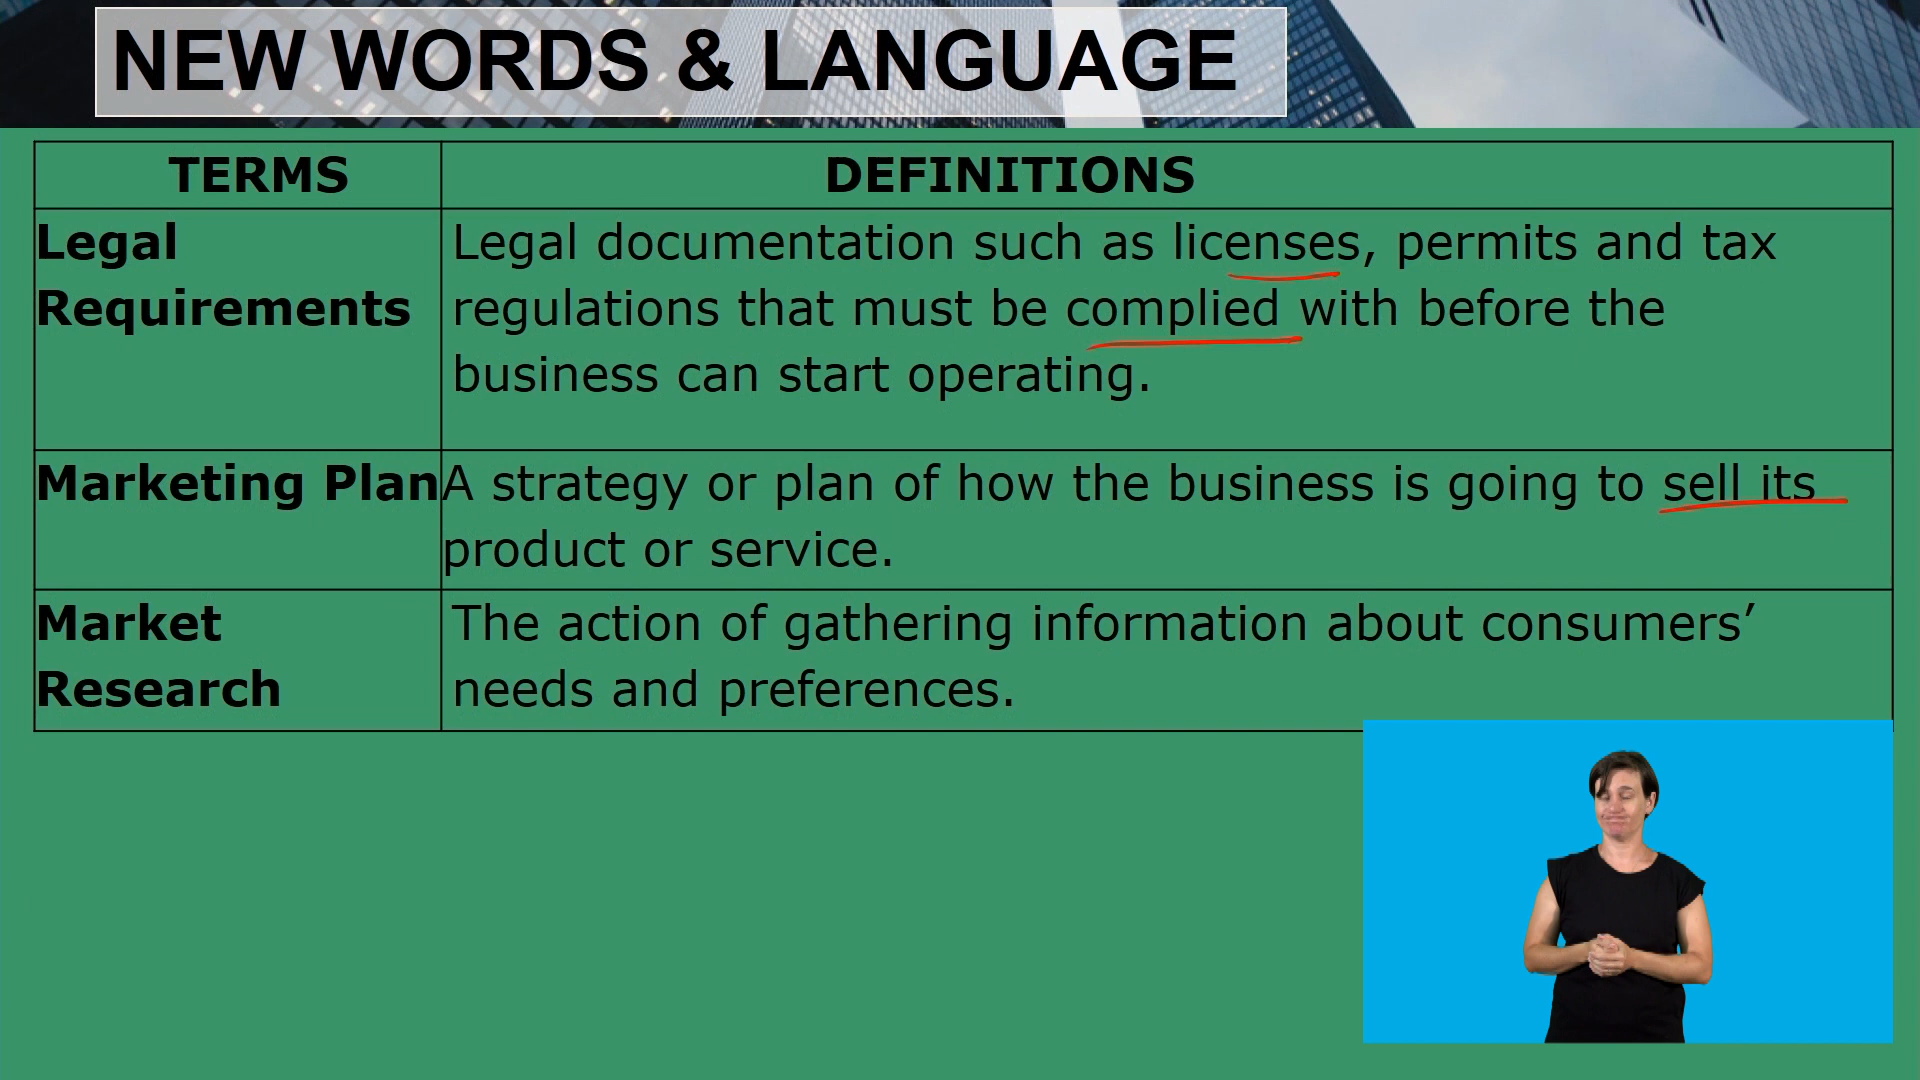 NEW WORDS & LANGUAGE
TERMS
DEFINITIONS
Legal
Requirements
Legal documentation such as licenses, permits and tax
regulations that must be complied with before the
business can start operating.
Marketing Plan
A strategy or plan of how the business is going to sell its
product or service.
Market
Research
The action of gathering information about consumers’
needs and preferences.